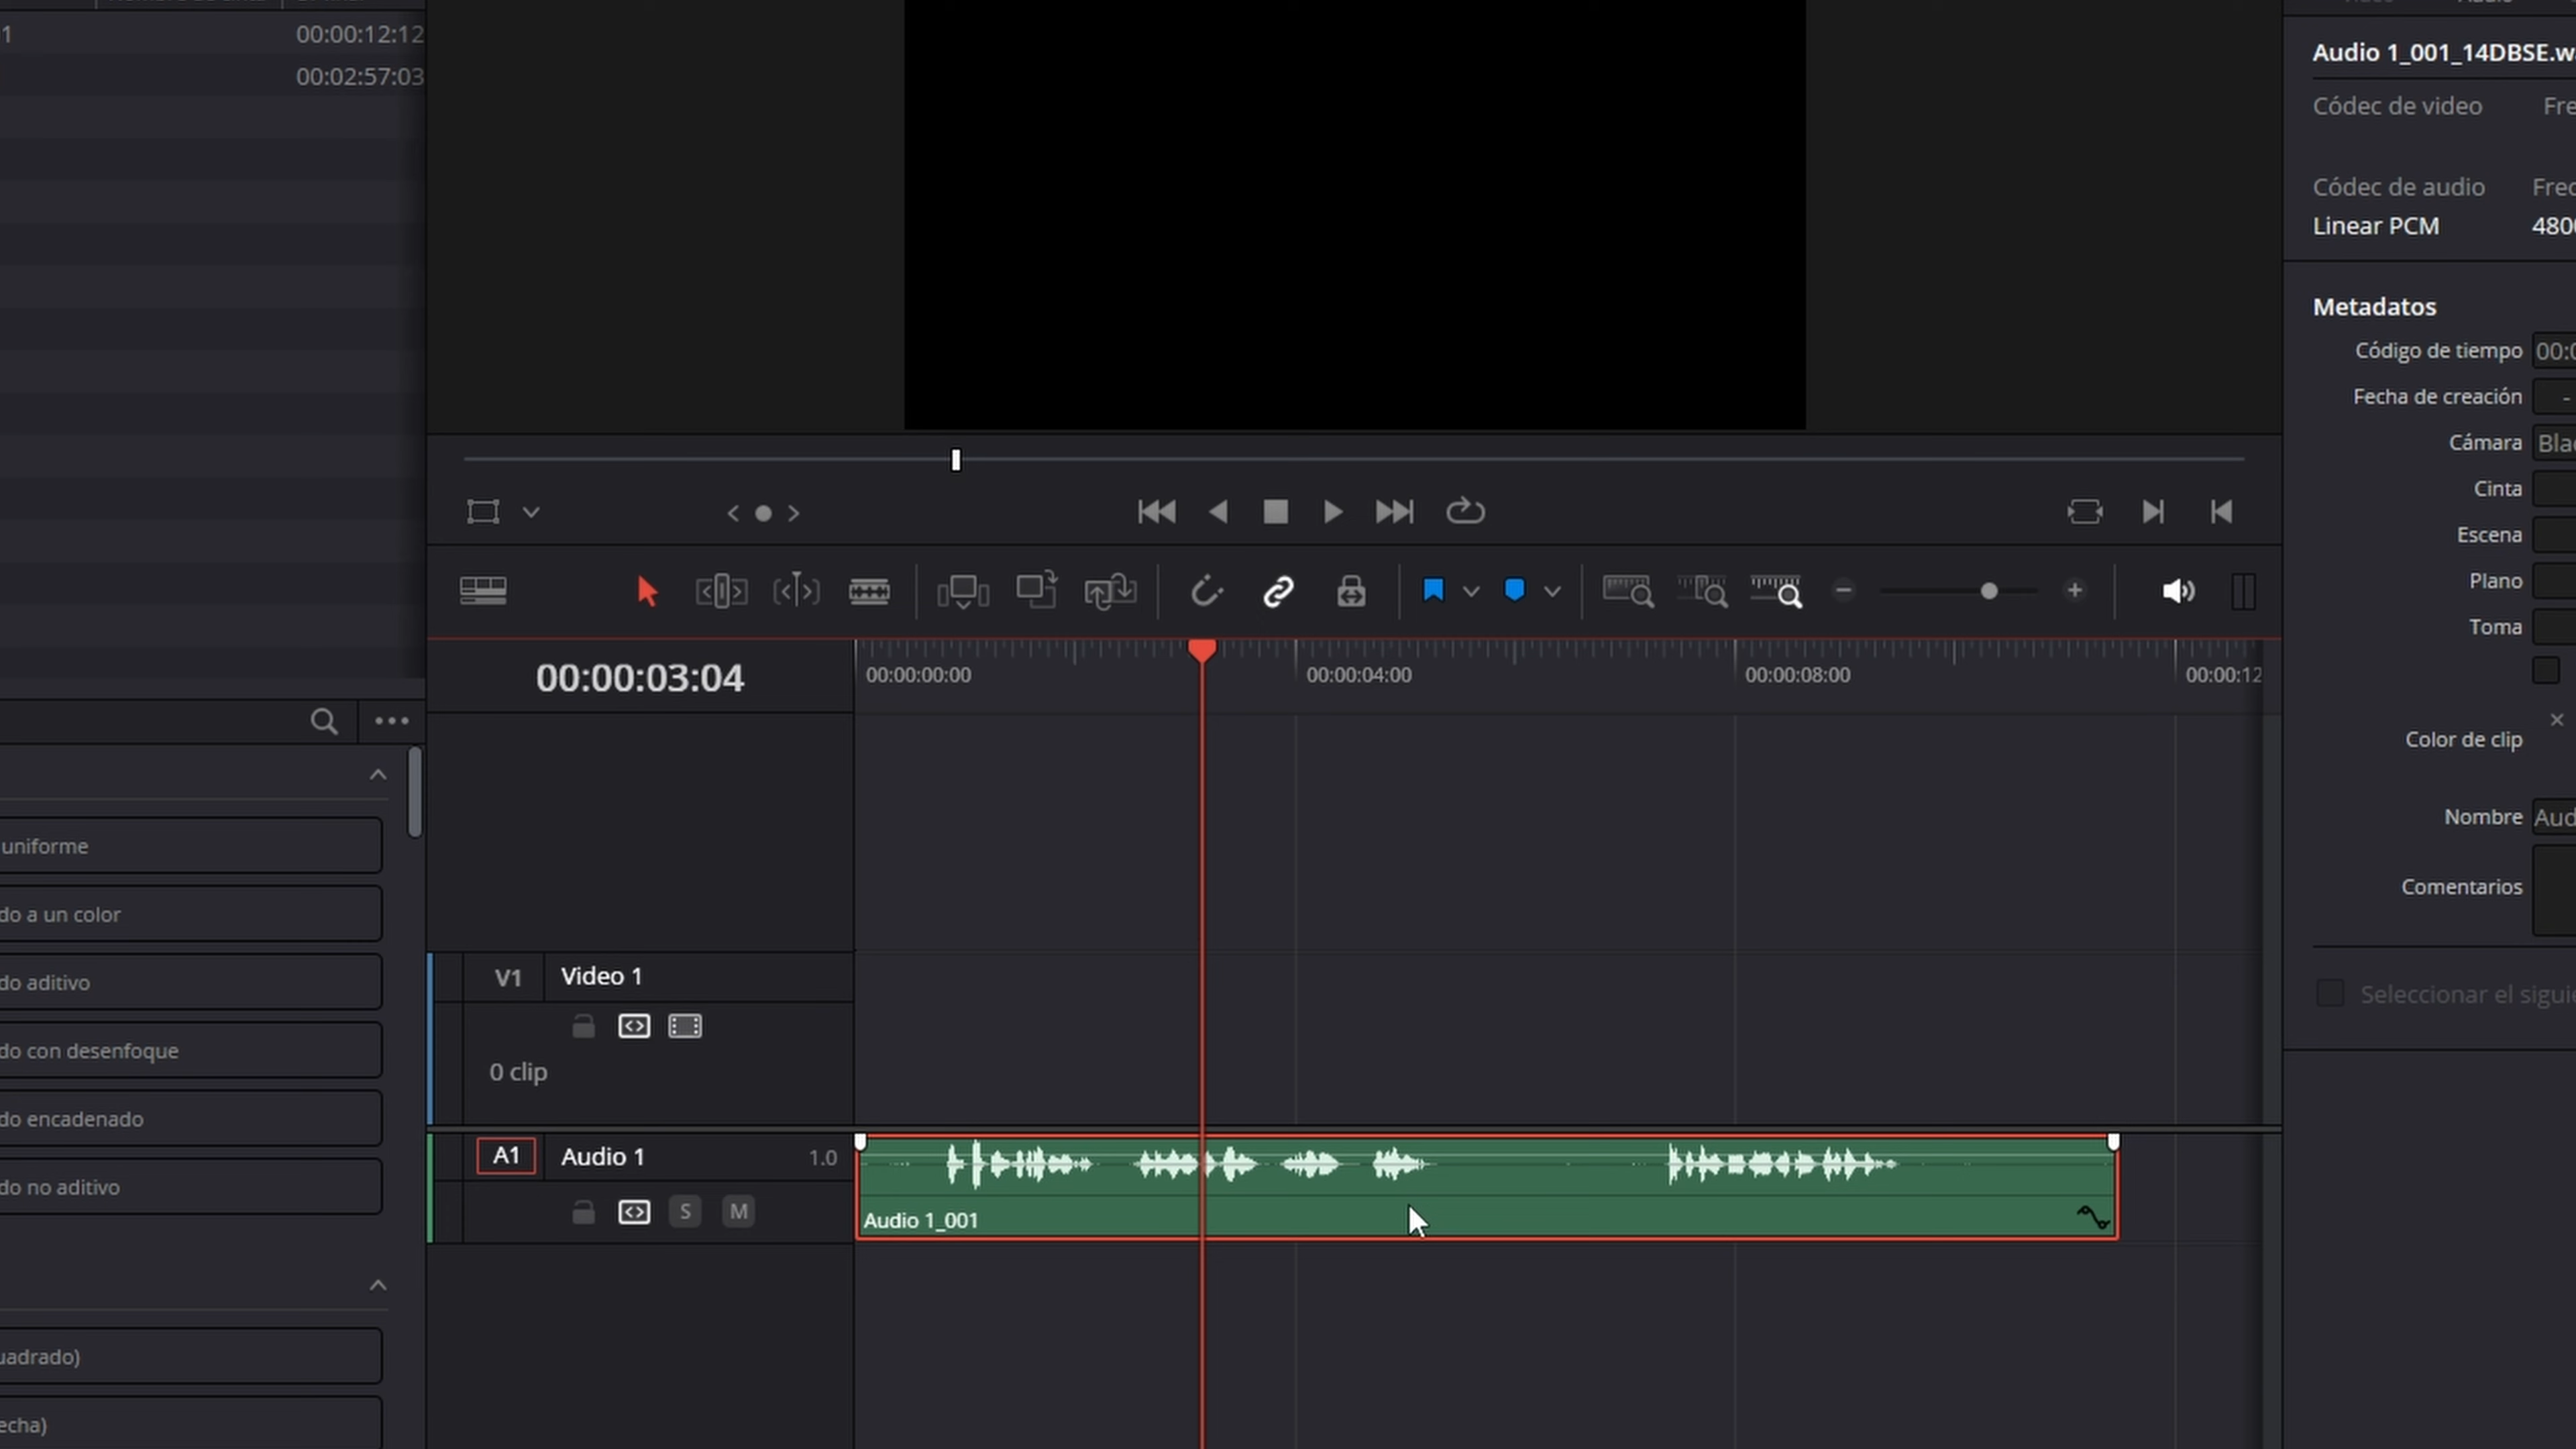 1 00:00:12:12
00:02:57:03
uniforme
do a un color
do aditivo
do con desenfoque
do encadenado
do no aditivo
uadrado)
echa)
00:00:03:04
00:00:00:00 00:00:04:00 00:00:08:00 00:00:12
V1 Video 1
0 clip
A1 Audio 1 1.0
S M
Audio 1_001
Audio 1_001_14DBSE.w
Códec de video Fre
Códec de audio Frec
Linear PCM 480
Metadatos
Código de tiempo 00:0
Fecha de creación -
Cámara Bla
Cinta
Escena
Plano
Toma
Color de clip
Nombre Aud
Comentarios
Seleccionar el siguie